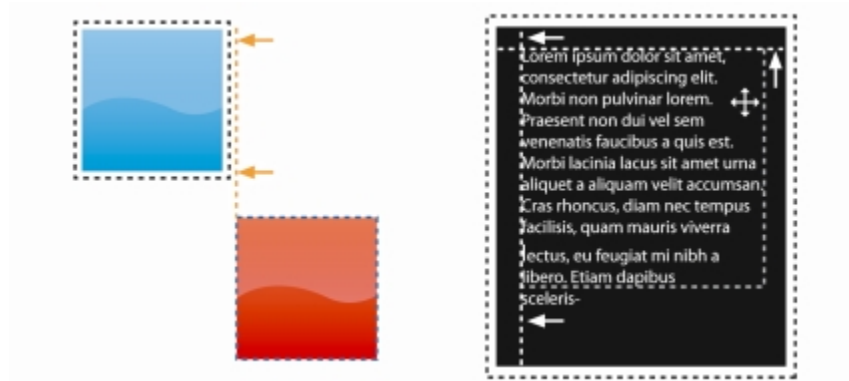 Lorem ipsum dolor sit amet,
consectetur adipiscing elit.
Morbi non pulvinar lorem.
Praesent non dui vel sem
venenatis faucibus a quis est.
Morbi lacinia lacus sit amet urna
aliquet a aliquam velit accumsan.
Cras rhoncus, diam nec tempus
facilisis, quam mauris viverra
lectus, eu feugiat mi nibh a
libero. Etiam dapibus
sceleris-